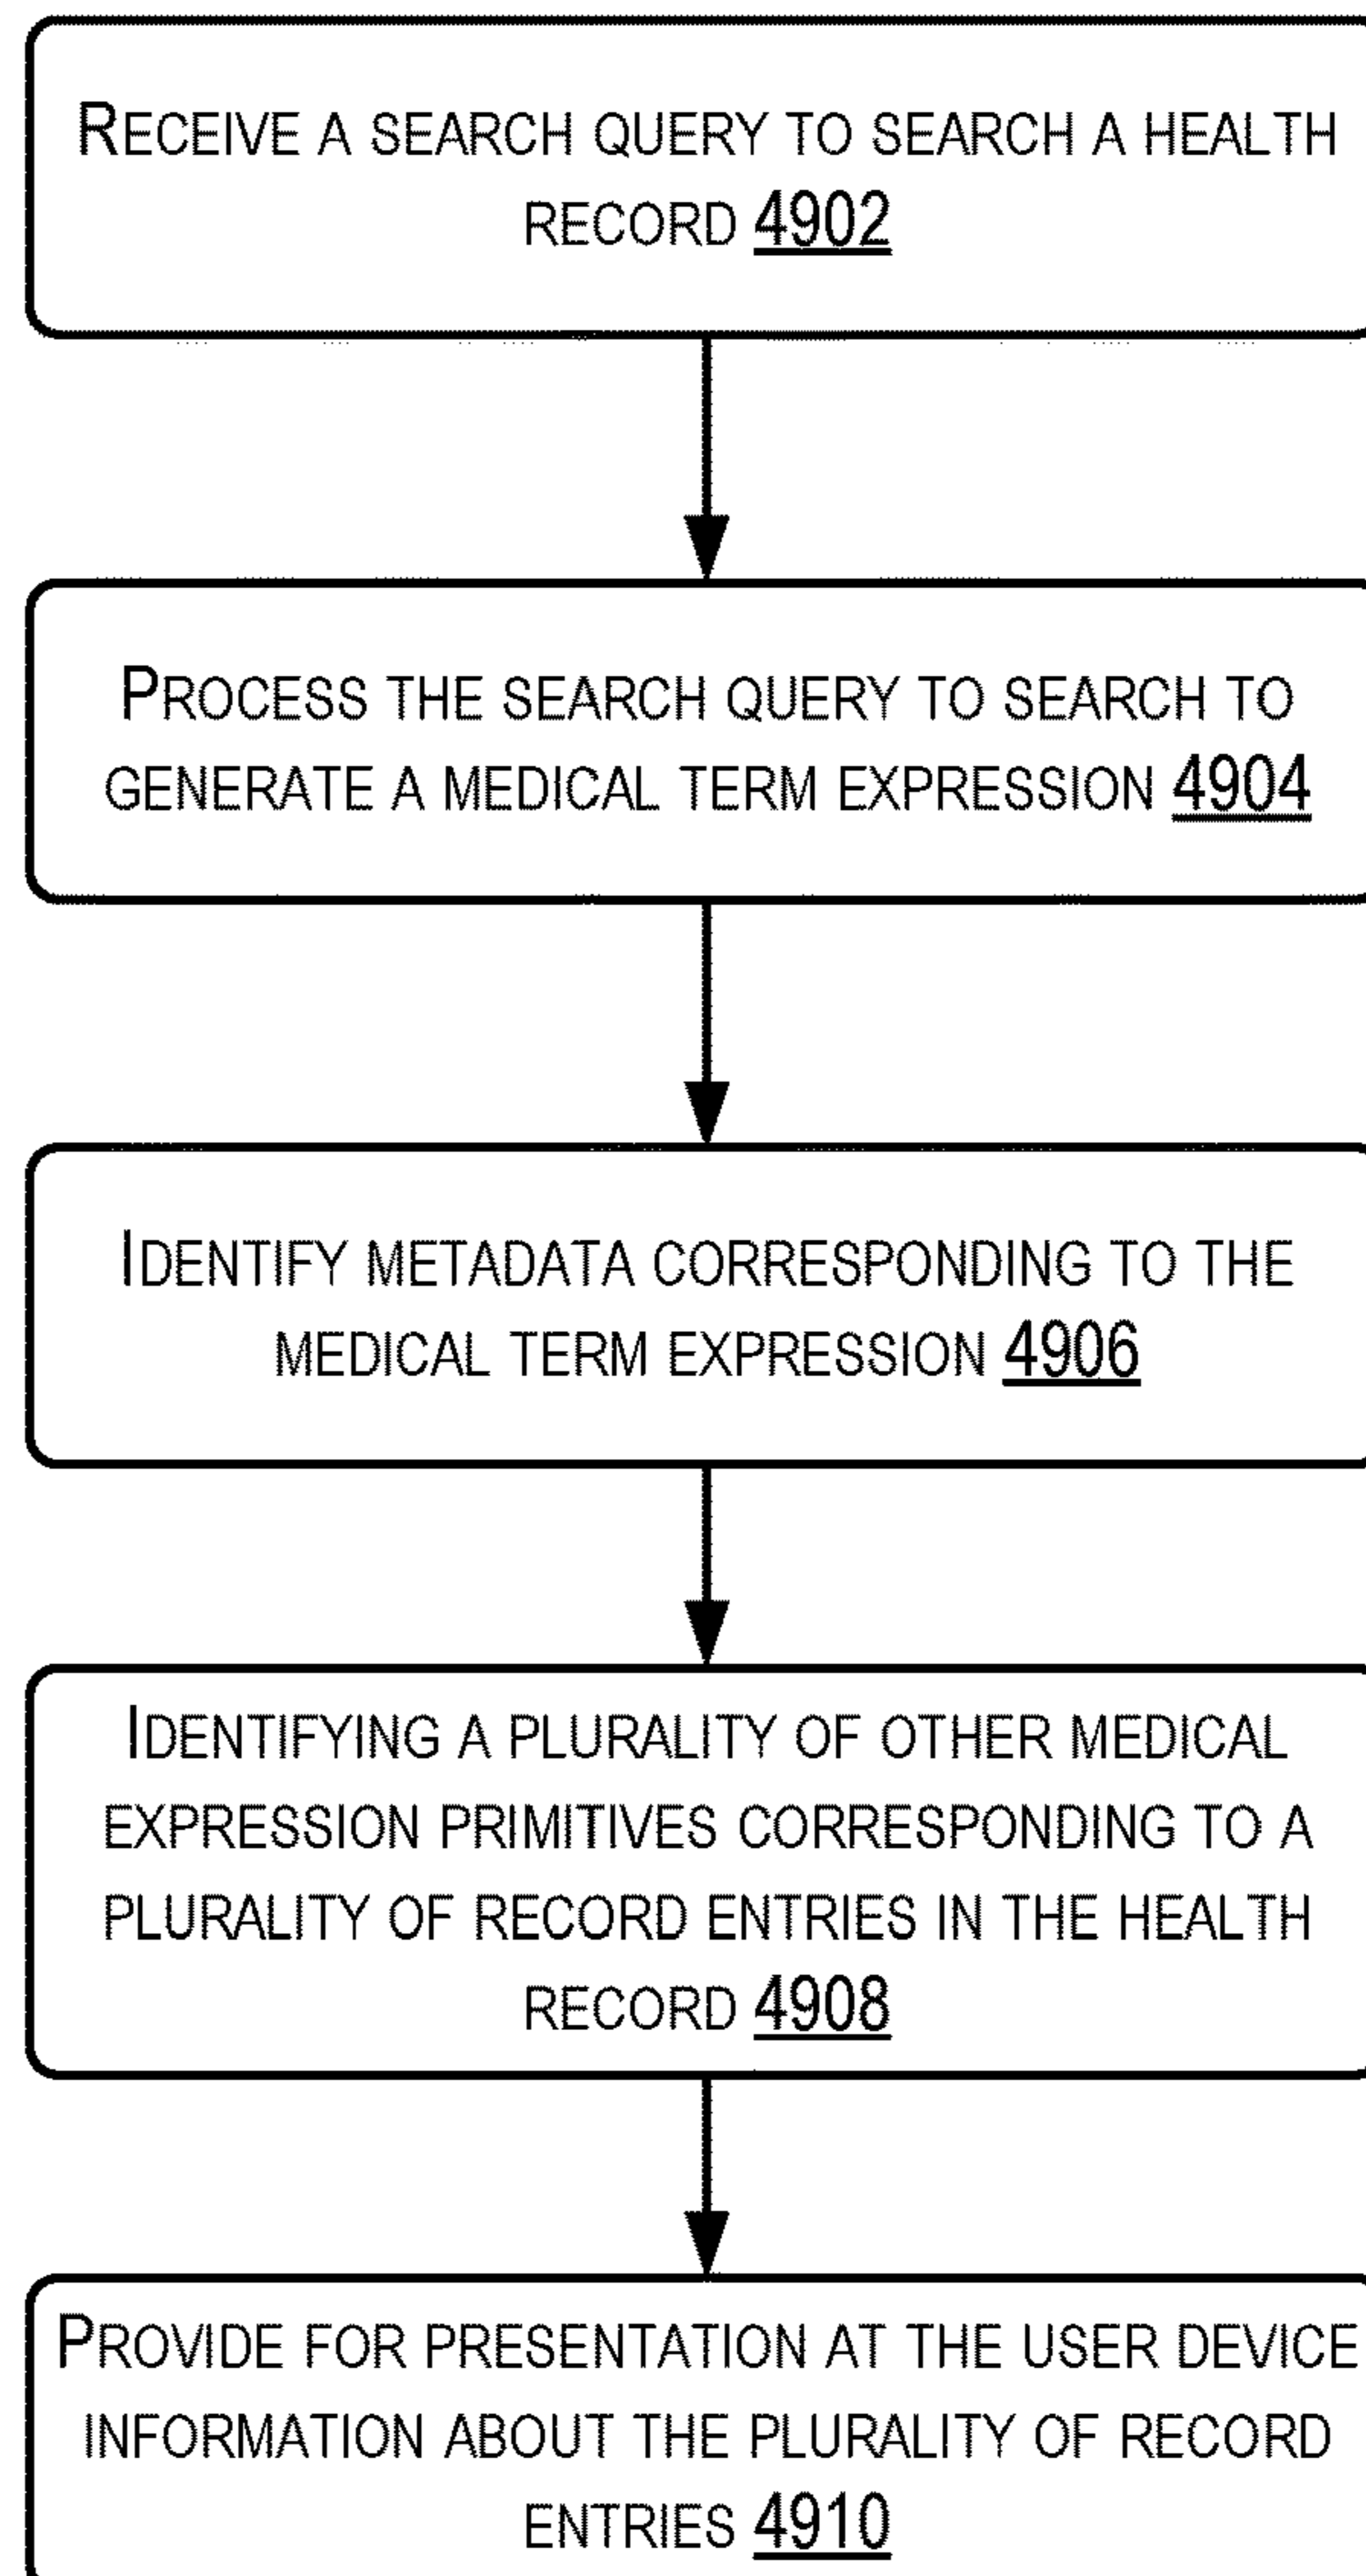 RECEIVE A SEARCH QUERY TO SEARCH A HEALTH
RECORD 4902
PROCESS THE SEARCH QUERY TO SEARCH TO
GENERATE A MEDICAL TERM EXPRESSION 4904
IDENTIFY METADATA CORRESPONDING TO THE
MEDICAL TERM EXPRESSION 4906
IDENTIFYING A PLURALITY OF OTHER MEDICAL
EXPRESSION PRIMITIVES CORRESPONDING TO A
PLURALITY OF RECORD ENTRIES IN THE HEALTH
RECORD 4908
PROVIDE FOR PRESENTATION AT THE USER DEVICE
INFORMATION ABOUT THE PLURALITY OF RECORD
ENTRIES 4910